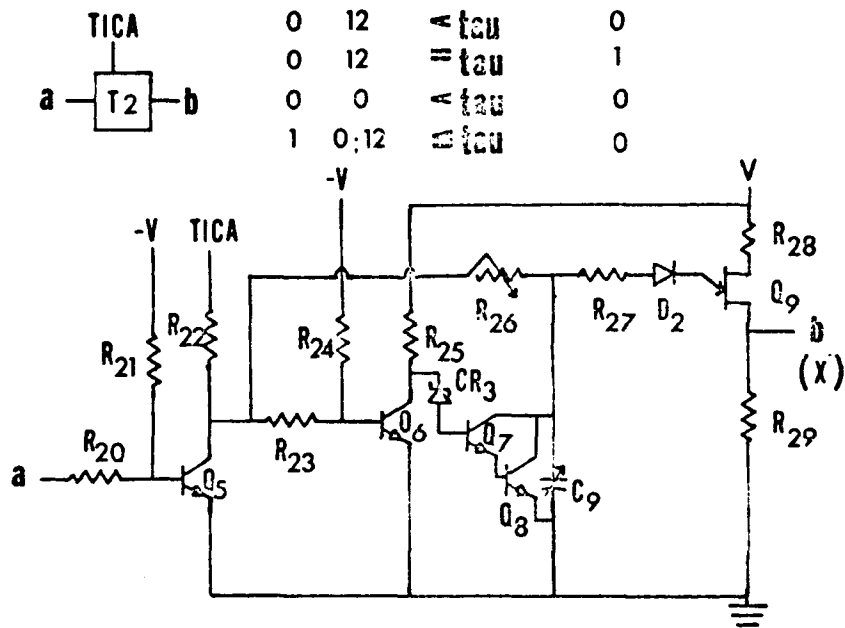 TICA
a T2 b
0 12 < tau 0
0 12 = tau 1
0 0 < tau 0
1 0;12 = tau 0
-V
V
-V TICA
R28
R22
R26 R27 D2 Q9
R21
R24
R25
b
CR3
(X)
R20
Q6
Q7
R29
R23
a
Q5
C9
Q8